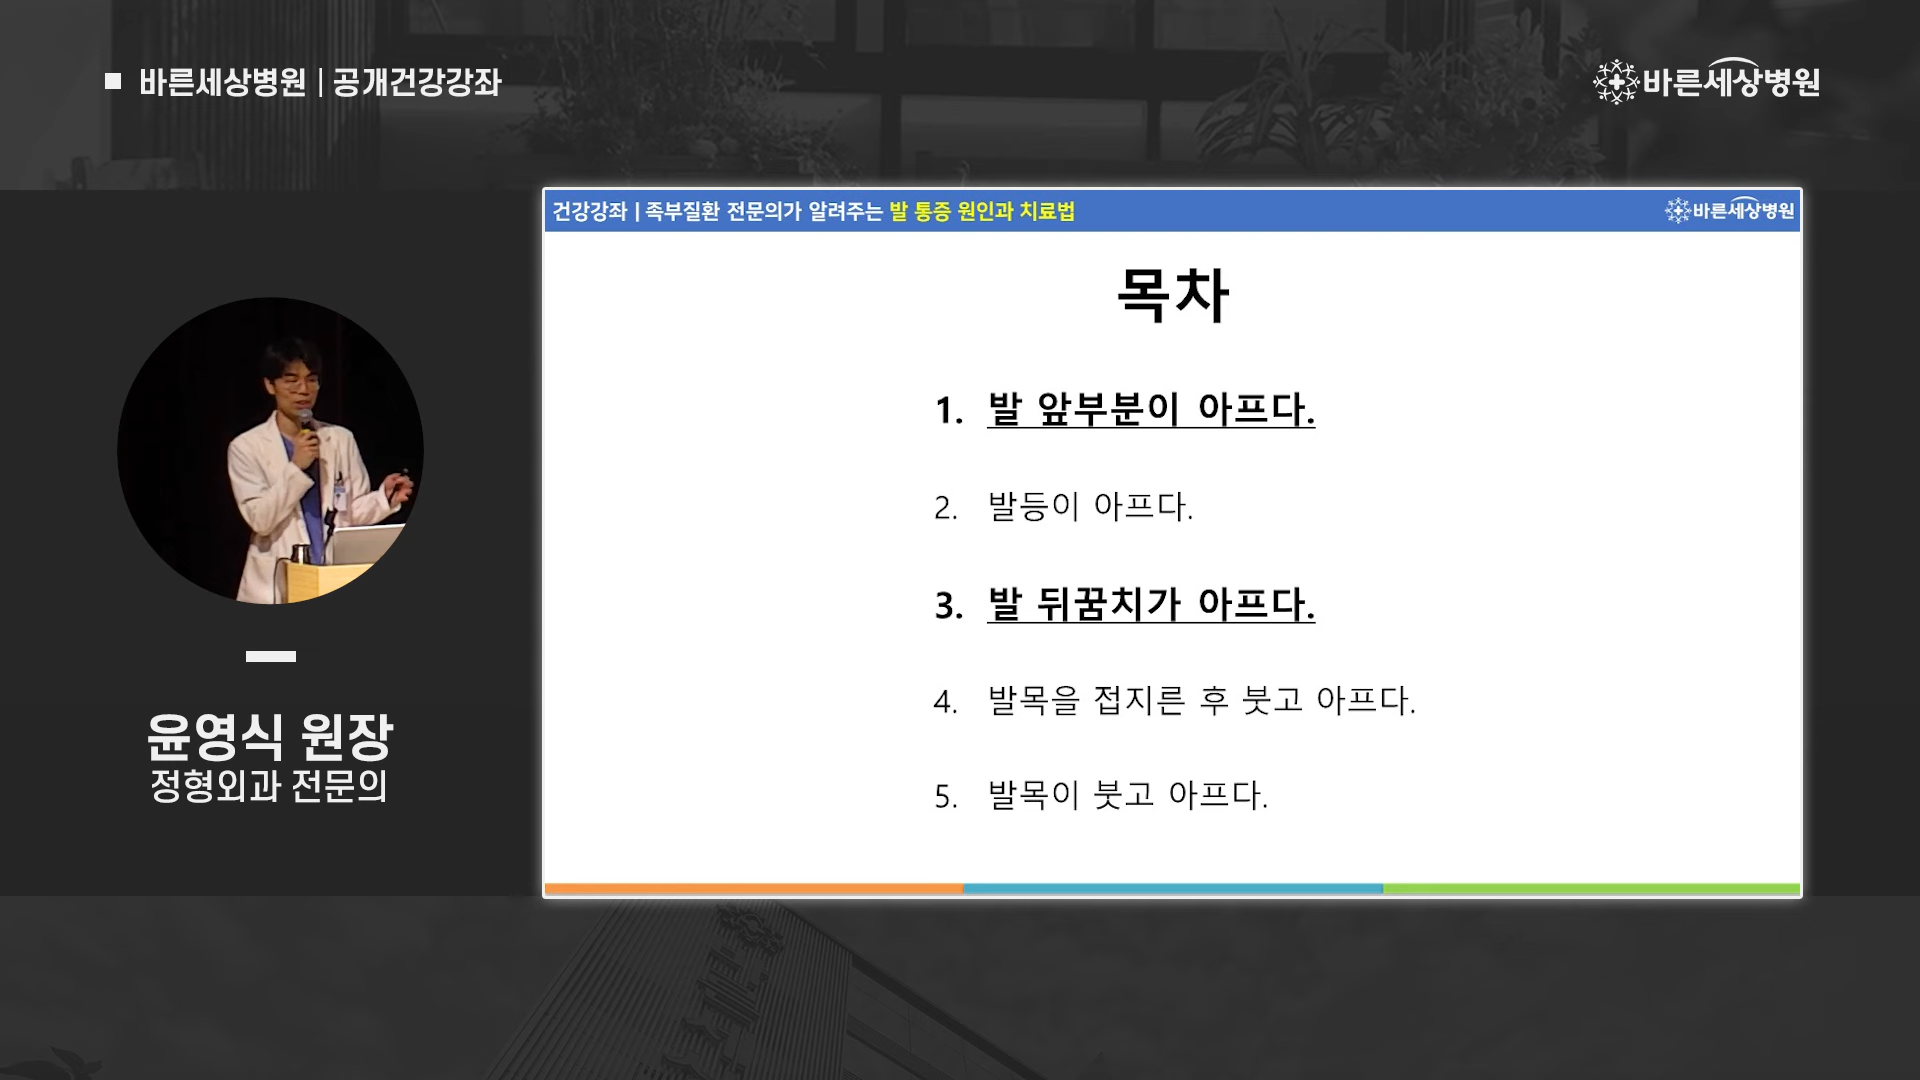 바른세상병원 | 공개건강강좌
바른세상병원
건강강좌 | 족부질환 전문의가 알려주는 발 통증 원인과 치료법
바른세상병원
목차
1. 발 앞부분이 아프다.
2. 발등이 아프다.
3. 발 뒤꿈치가 아프다.
4. 발목을 접지른 후 붓고 아프다.
5. 발목이 붓고 아프다.
윤영식 원장
정형외과 전문의